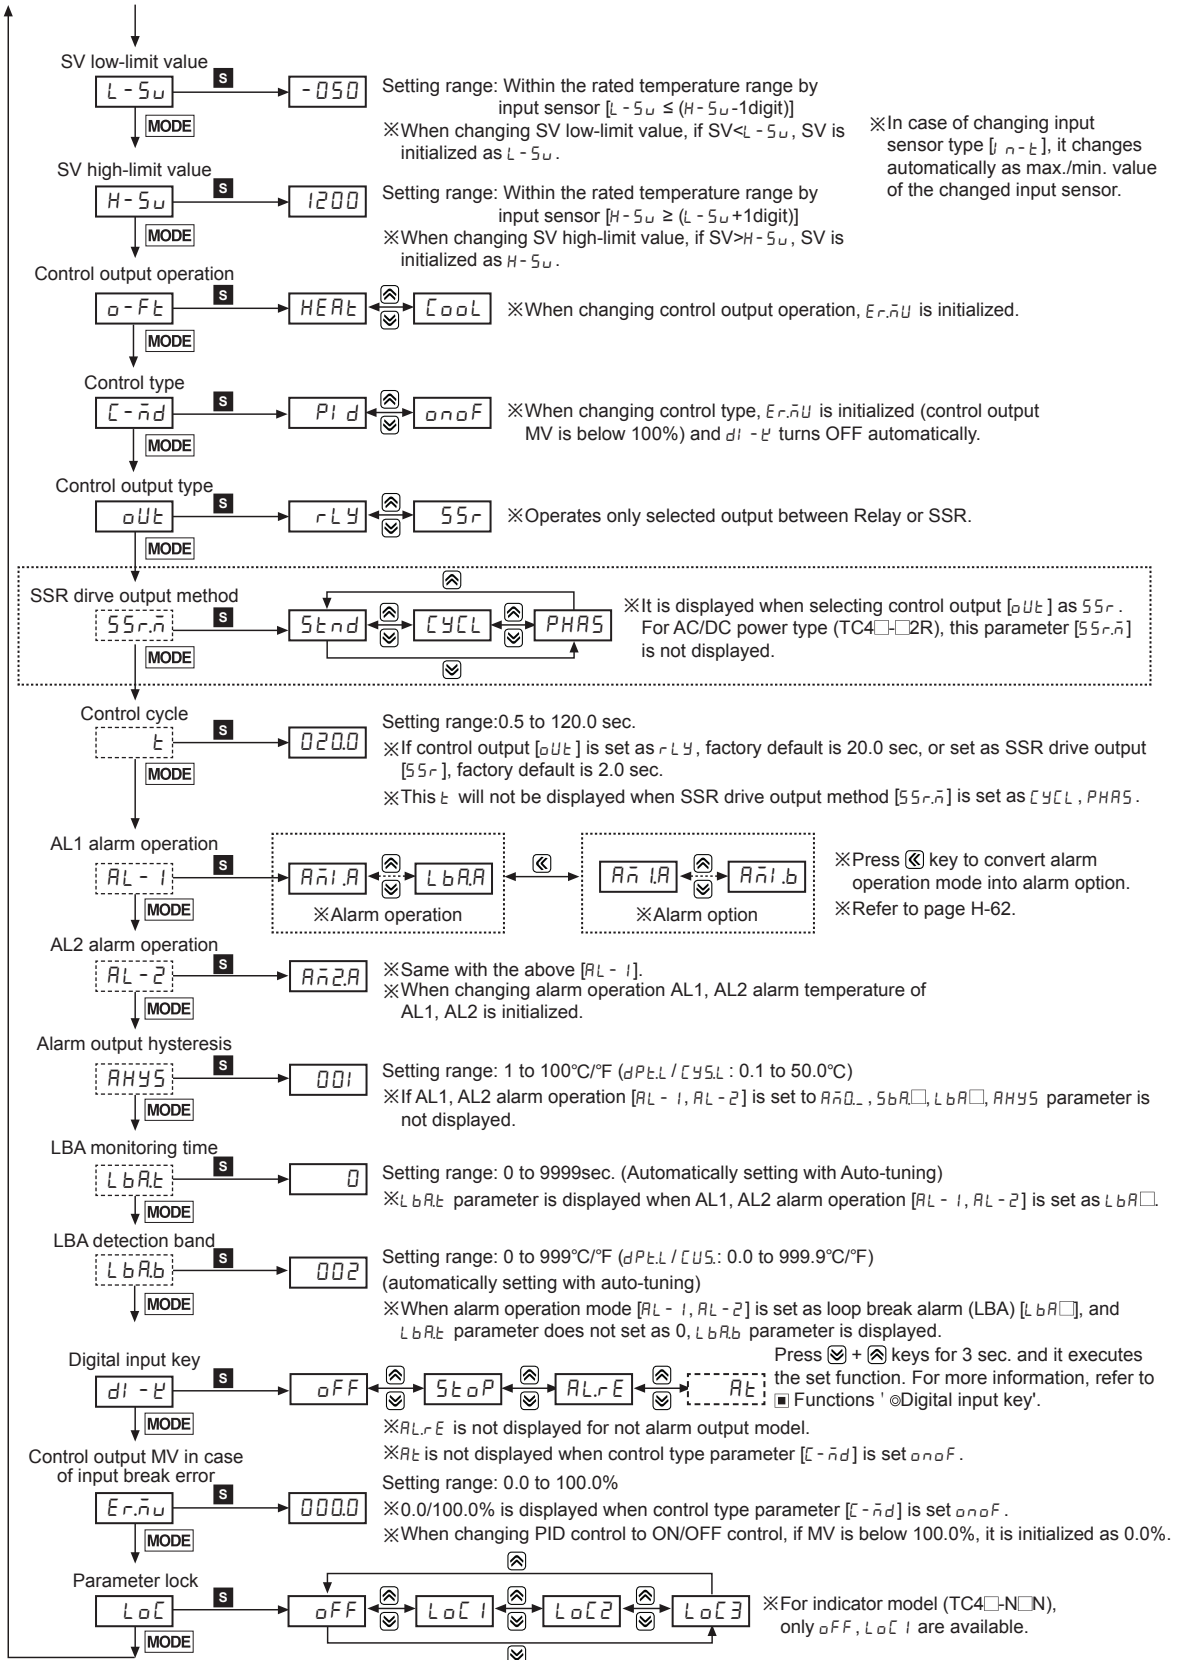 SV low-limit value
L-Sv
S
-050
MODE
Setting range: Within the rated temperature range by
input sensor [L-Sv ≤ (H-Sv-1digit)]
※When changing SV low-limit value, if SV<L-Sv, SV is
initialized as L-Sv.
※In case of changing input
sensor type [In-t], it changes
automatically as max./min. value
of the changed input sensor.
SV high-limit value
H-Sv
S
1200
MODE
Setting range: Within the rated temperature range by
input sensor [H-Sv ≥ (L-Sv+1digit)]
※When changing SV high-limit value, if SV>H-Sv, SV is
initialized as H-Sv.
Control output operation
o-Ft
S
HEAt
CooL
MODE
※When changing control output operation, Er.mU is initialized.
Control type
C-md
S
PId
onoF
MODE
※When changing control type, Er.mU is initialized (control output
MV is below 100%) and dI-K turns OFF automatically.
Control output type
oUt
S
rLY
SSr
MODE
※Operates only selected output between Relay or SSR.
SSR dirve output method
SSr.m
S
Stnd
CYCL
PHAS
MODE
※It is displayed when selecting control output [oUt] as SSr.
For AC/DC power type (TC4□-□2R), this parameter [SSr.m]
is not displayed.
Control cycle
t
S
020.0
MODE
Setting range:0.5 to 120.0 sec.
※If control output [oUt] is set as rLY, factory default is 20.0 sec, or set as SSR drive output
[SSr], factory default is 2.0 sec.
※This t will not be displayed when SSR drive output method [SSr.m] is set as CYCL, PHAS.
AL1 alarm operation
AL-1
S
Am1.A
LbA.A
※Alarm operation
Am1.A
Am1.b
※Alarm option
MODE
※Press « key to convert alarm
operation mode into alarm option.
※Refer to page H-62.
AL2 alarm operation
AL-2
S
Am2.A
MODE
※Same with the above [AL-1].
※When changing alarm operation AL1, AL2 alarm temperature of
AL1, AL2 is initialized.
Alarm output hysteresis
AHYS
S
001
MODE
Setting range: 1 to 100°C/°F (dPt.L / CYS.L : 0.1 to 50.0°C)
※If AL1, AL2 alarm operation [AL-1, AL-2] is set to Am0._, SbA.□, LbA□, AHYS parameter is
not displayed.
LBA monitoring time
LbA.t
S
0
MODE
Setting range: 0 to 9999sec. (Automatically setting with Auto-tuning)
※LbA.t parameter is displayed when AL1, AL2 alarm operation [AL-1, AL-2] is set as LbA□.
LBA detection band
LbA.b
S
002
MODE
Setting range: 0 to 999°C/°F (dPt.L / CUS.: 0.0 to 999.9°C/°F)
(automatically setting with auto-tuning)
※When alarm operation mode [AL-1, AL-2] is set as loop break alarm (LBA) [LbA□], and
LbA.t parameter does not set as 0, LbA.b parameter is displayed.
Digital input key
dI-K
S
oFF
StoP
AL.rE
At
MODE
Press ︾ + ︽ keys for 3 sec. and it executes
the set function. For more information, refer to
▣ Functions ' ◎Digital input key'.
※AL.rE is not displayed for not alarm output model.
※At is not displayed when control type parameter [C-md] is set onoF.
Control output MV in case
of input break error
Er.mv
S
000.0
MODE
Setting range: 0.0 to 100.0%
※0.0/100.0% is displayed when control type parameter [C-md] is set onoF.
※When changing PID control to ON/OFF control, if MV is below 100.0%, it is initialized as 0.0%.
Parameter lock
LoC
S
oFF
LoC1
LoC2
LoC3
MODE
※For indicator model (TC4□-N□N),
only oFF, LoC1 are available.